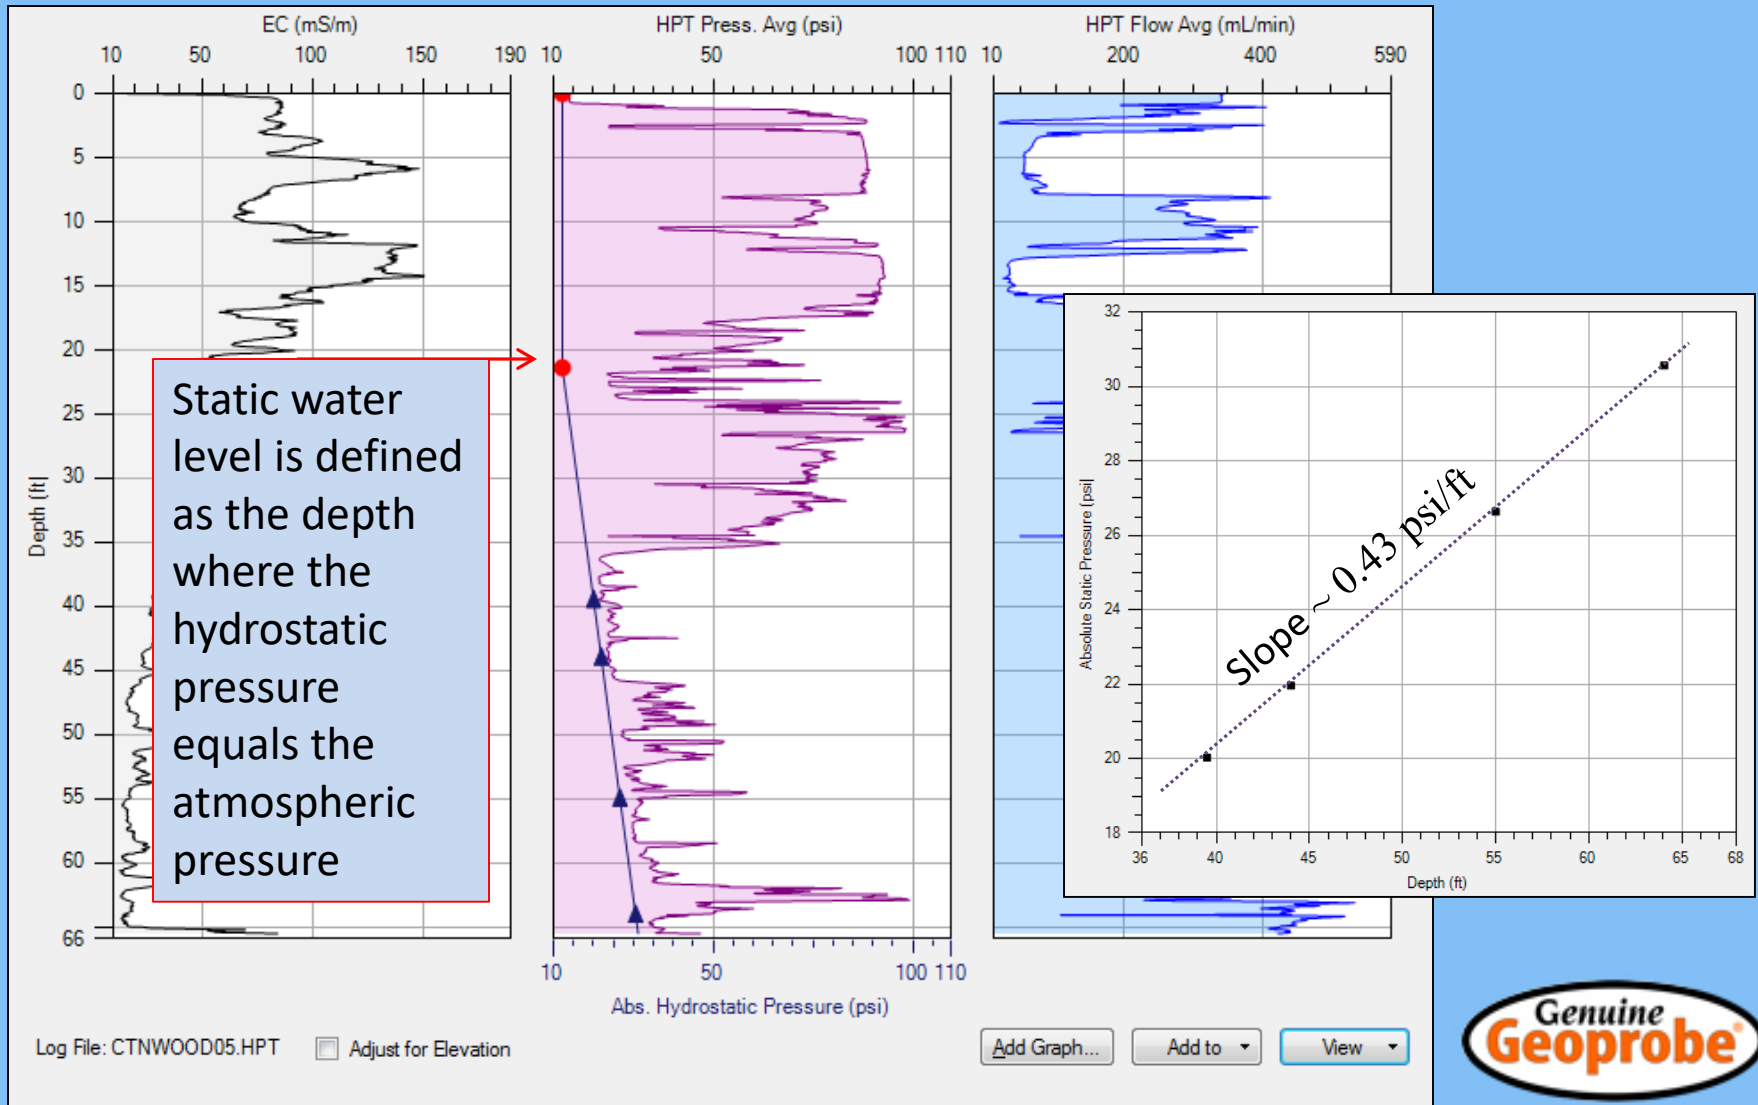 EC (mS/m)
10 50 100 150 190
HPT Press. Avg (psi)
10 50 100 110
HPT Flow Avg (mL/min)
10 200 400 590
Depth (ft)
0
5
10
15
20
25
30
35
40
45
50
55
60
66
Static water
level is defined
as the depth
where the
hydrostatic
pressure
equals the
atmospheric
pressure
10 50 100 110
Abs. Hydrostatic Pressure (psi)
Absolute Static Pressure (psi)
32
30
28
26
24
22
20
18
Slope ~ 0.43 psi/ft
36 40 45 50 55 60 65 68
Depth (ft)
Log File: CTNWOOD05.HPT
Adjust for Elevation
Add Graph...
Add to
View
Genuine
Geoprobe®